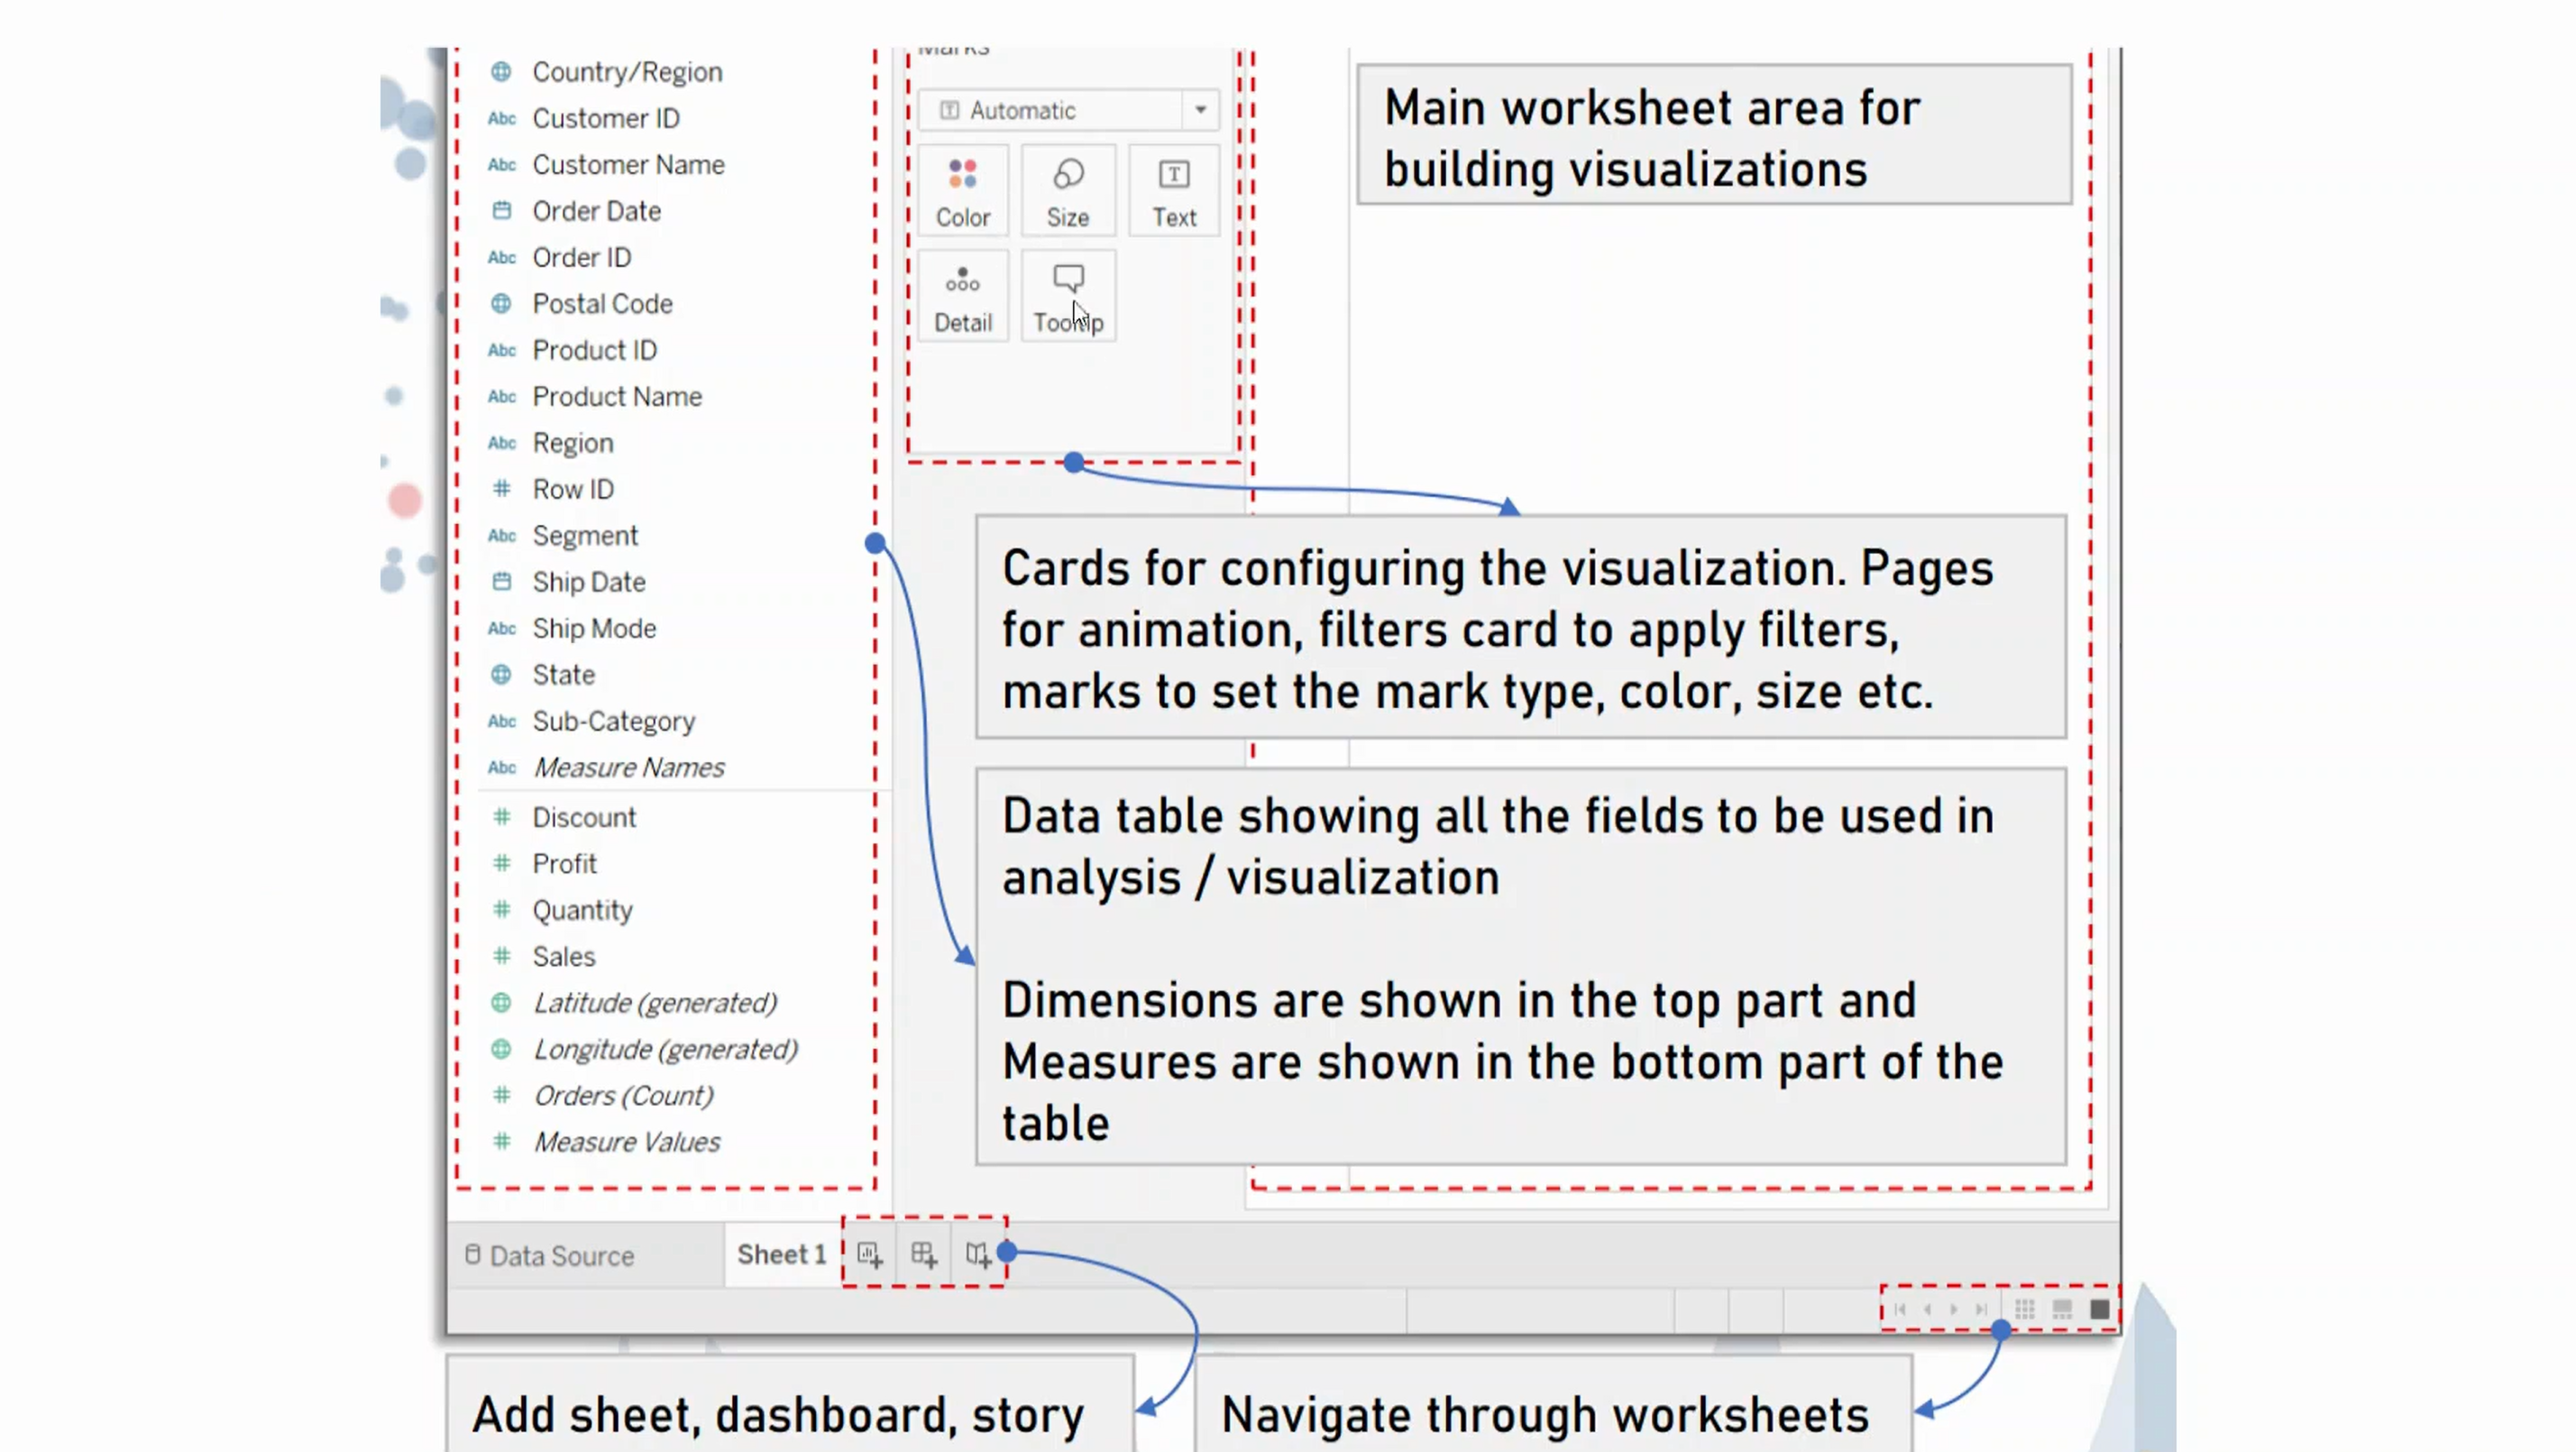 Marks
Country/Region
Abc Customer ID
Abc Customer Name
Order Date
Abc Order ID
Postal Code
Abc Product ID
Abc Product Name
Abc Region
# Row ID
Abc Segment
Ship Date
Abc Ship Mode
State
Abc Sub-Category
Abc Measure Names
# Discount
# Profit
# Quantity
# Sales
Latitude (generated)
Longitude (generated)
# Orders (Count)
# Measure Values
Automatic
Color Size Text
Detail Tooltip
Main worksheet area for
building visualizations
Cards for configuring the visualization. Pages
for animation, filters card to apply filters,
marks to set the mark type, color, size etc.
Data table showing all the fields to be used in
analysis / visualization
Dimensions are shown in the top part and
Measures are shown in the bottom part of the
table
Data Source Sheet 1
Add sheet, dashboard, story
Navigate through worksheets